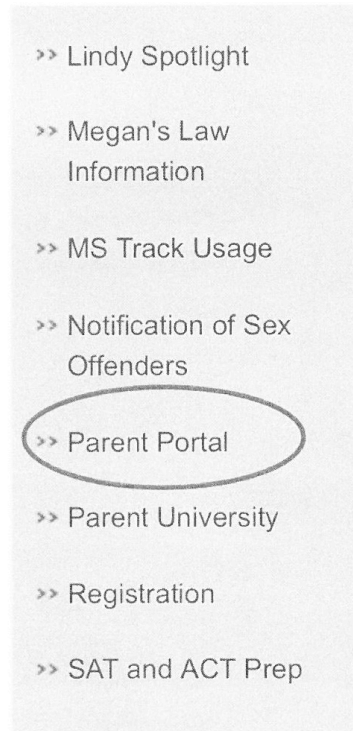 >> Lindy Spotlight
>> Megan's Law
Information
>> MS Track Usage
>> Notification of Sex
Offenders
>> Parent Portal
>> Parent University
>> Registration
>> SAT and ACT Prep